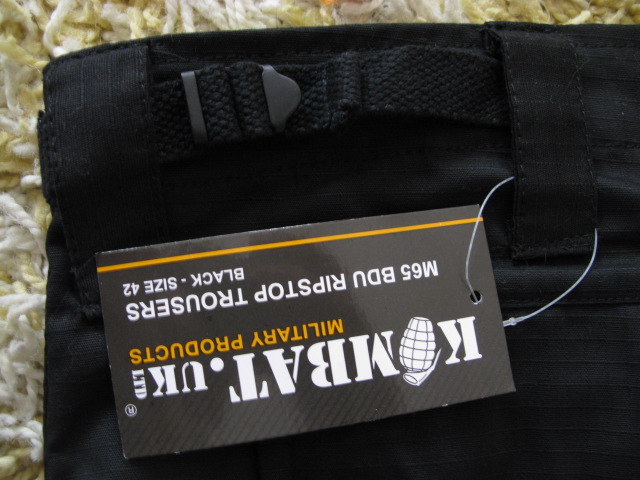 KOMBAT.UK LTD ®
MILITARY PRODUCTS
M65 BDU RIPSTOP TROUSERS
BLACK - SIZE 42